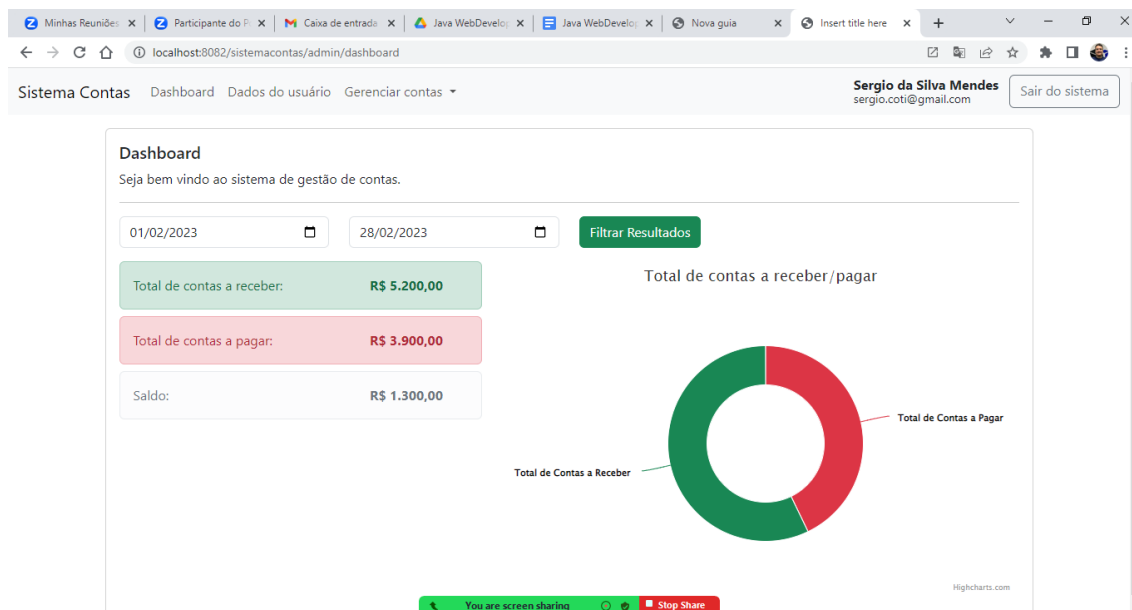 Minhas Reuniões
Participante do P
Caixa de entrada
Java WebDevelop
Java WebDevelop
Nova guia
Insert title here
localhost:8082/sistemacontas/admin/dashboard
Sistema Contas Dashboard Dados do usuário Gerenciar contas
Sergio da Silva Mendes
sergio.coti@gmail.com
Sair do sistema
Dashboard
Seja bem vindo ao sistema de gestão de contas.
01/02/2023 28/02/2023 Filtrar Resultados
Total de contas a receber: R$ 5.200,00
Total de contas a pagar: R$ 3.900,00
Saldo: R$ 1.300,00
Total de contas a receber/pagar
Total de Contas a Pagar
Total de Contas a Receber
Highcharts.com
You are screen sharing Stop Share